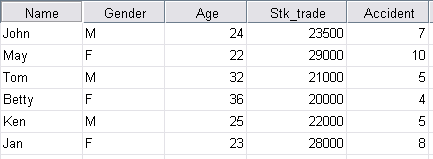 Name Gender Age Stk_trade Accident
John M 24 23500 7
May F 22 29000 10
Tom M 32 21000 5
Betty F 36 20000 4
Ken M 25 22000 5
Jan F 23 28000 8